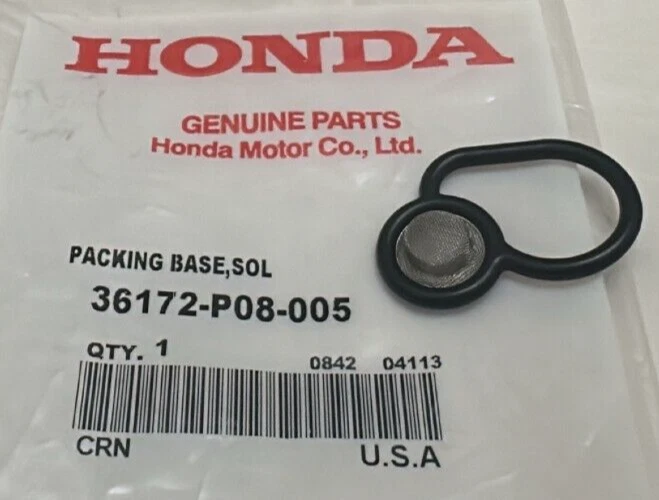 HONDA
GENUINE PARTS
Honda Motor Co., Ltd.
PACKING BASE,SOL
36172-P08-005
QTY. 1 0842 04113
CRN U.S.A